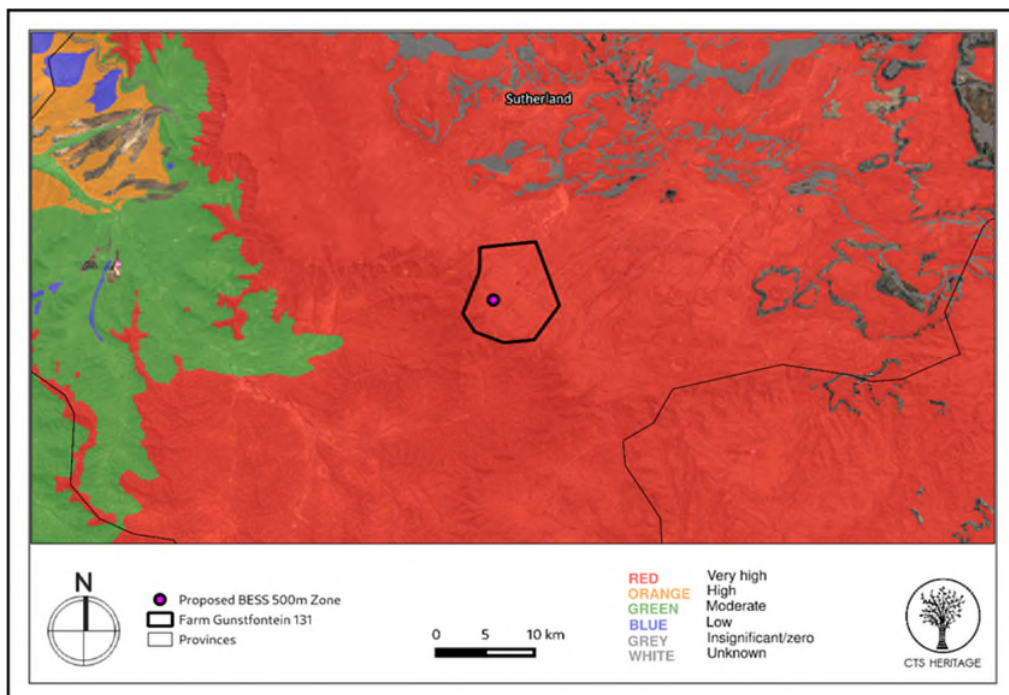 Sutherland
N
Proposed BESS 500m Zone
Farm Gunstfontein 131
Provinces
0 5 10 km
RED Very high
ORANGE High
GREEN Moderate
BLUE Low
GREY Insignificant/zero
WHITE Unknown
CTS HERITAGE